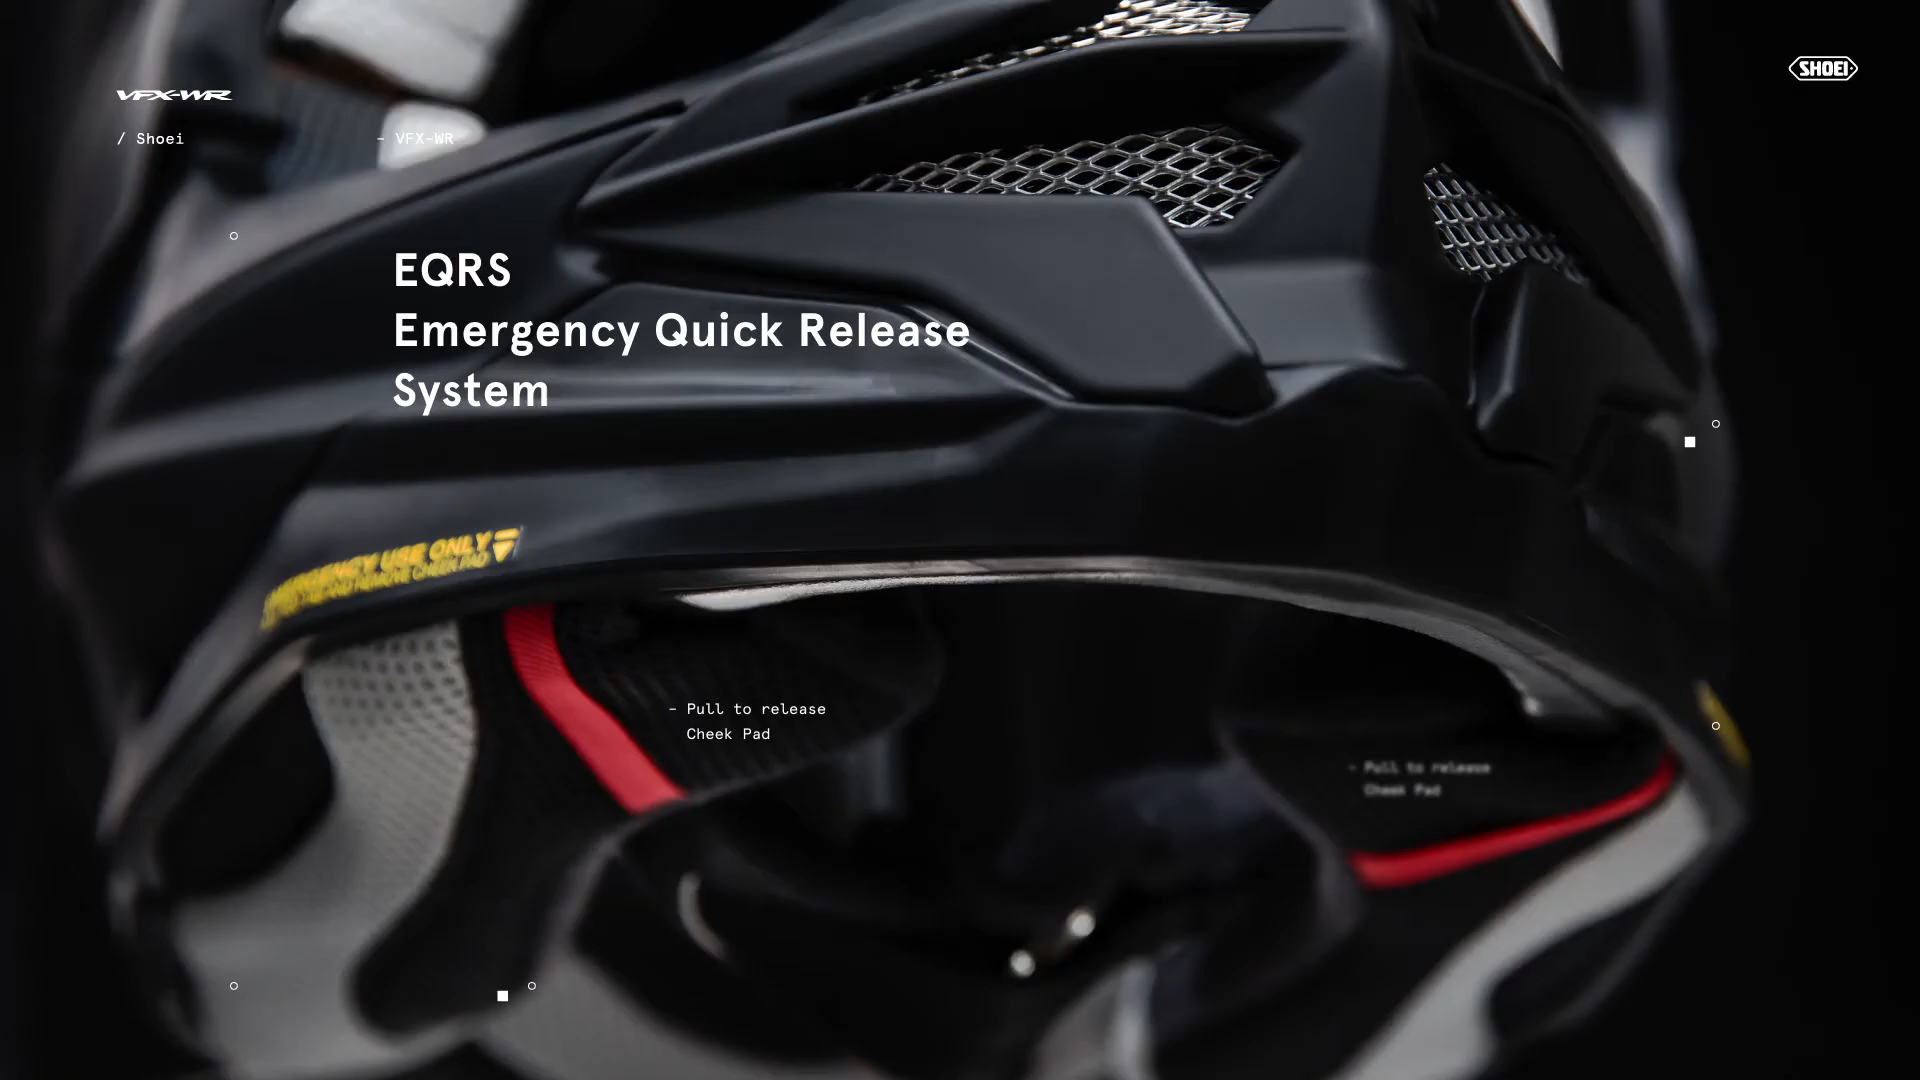 VFX-WR
SHOEI
/ Shoei
– VFX-WR
EQRS
Emergency Quick Release
System
EMERGENCY USE ONLY
– Pull to release
Cheek Pad
– Pull to release
Cheek Pad